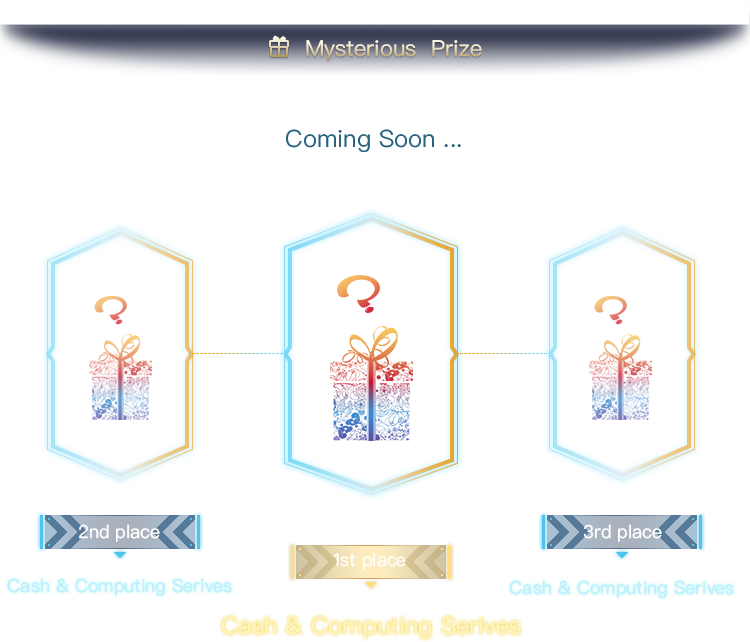 Mysterious Prize
Coming Soon ...
2nd place
1st place
3rd place
Cash & Computing Serives
Cash & Computing Serives
Cash & Computing Serives